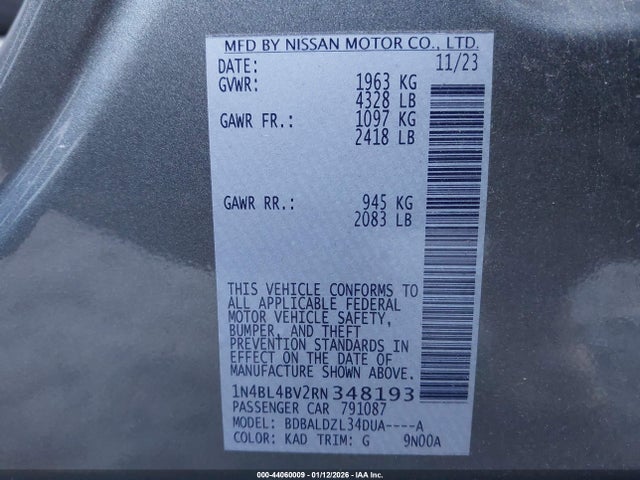 MFD BY NISSAN MOTOR CO., LTD.
DATE: 11/23
GVWR: 1963 KG
4328 LB
GAWR FR.: 1097 KG
2418 LB
GAWR RR.: 945 KG
2083 LB
THIS VEHICLE CONFORMS TO
ALL APPLICABLE FEDERAL
MOTOR VEHICLE SAFETY,
BUMPER, AND THEFT
PREVENTION STANDARDS IN
EFFECT ON THE DATE OF
MANUFACTURE SHOWN ABOVE.
1N4BL4BV2RN348193
PASSENGER CAR 791087
MODEL: BDBALDZL34DUA----A
COLOR: KAD TRIM: G 9N00A
000-44060009 - 01/12/2026 - IAAI.COM